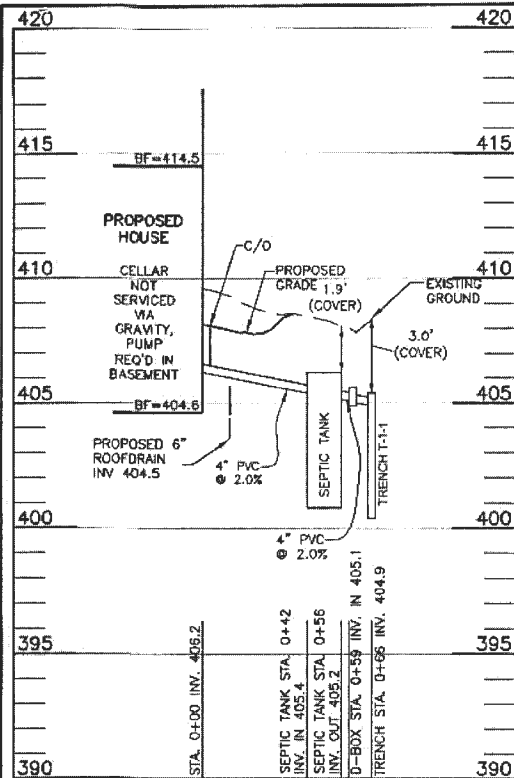 420 420
415 415
BF=414.5
PROPOSED
HOUSE
C/O
410 410
PROPOSED
GRADE
1.9'
(COVER)
EXISTING
GROUND
CELLAR
NOT
SERVICED
VIA
GRAVITY,
PUMP
REQ'D IN
BASEMENT
3.0'
(COVER)
405 405
BF=404.6
PROPOSED 6"
ROOFDRAIN
INV 404.5
4" PVC
@ 2.0%
SEPTIC TANK
TRENCH T-1-1
400 400
4" PVC
@ 2.0%
395 395
STA. 0+00 INV. 406.2
SEPTIC TANK STA. 0+42
INV. IN 405.4
SEPTIC TANK STA. 0+56
INV. OUT 405.2
D-BOX STA. 0+59 INV. IN 405.1
TRENCH STA. 0+66 INV. 404.9
390 390